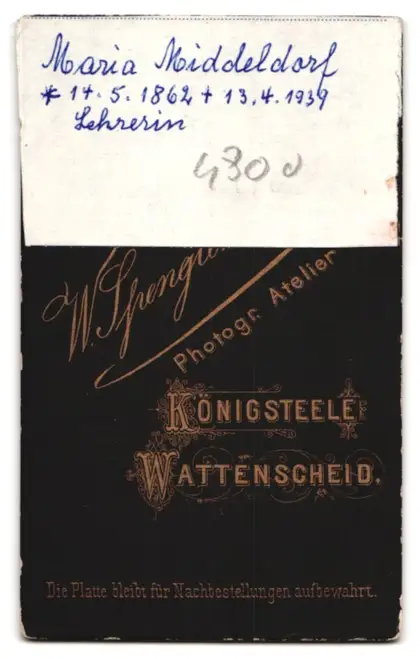 Maria Middeldorf
* 14.5.1862 + 13.4.1939
Lehrerin
4300
W.
Photogr. Atelier
KÖNIGSTEELE
WATTENSCHEID.
Die Platte bleibt für Nachbestellungen aufbewahrt.